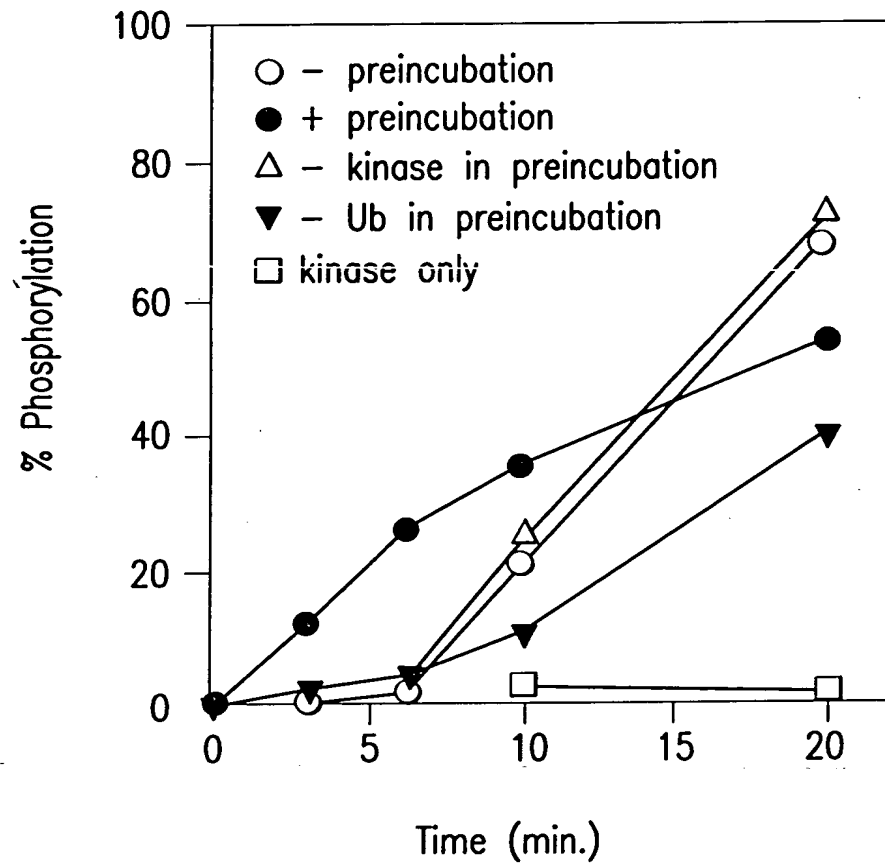 100
80
60
40
20
0
% Phosphorylation
– preincubation
+ preincubation
– kinase in preincubation
– Ub in preincubation
kinase only
0 5 10 15 20
Time (min.)